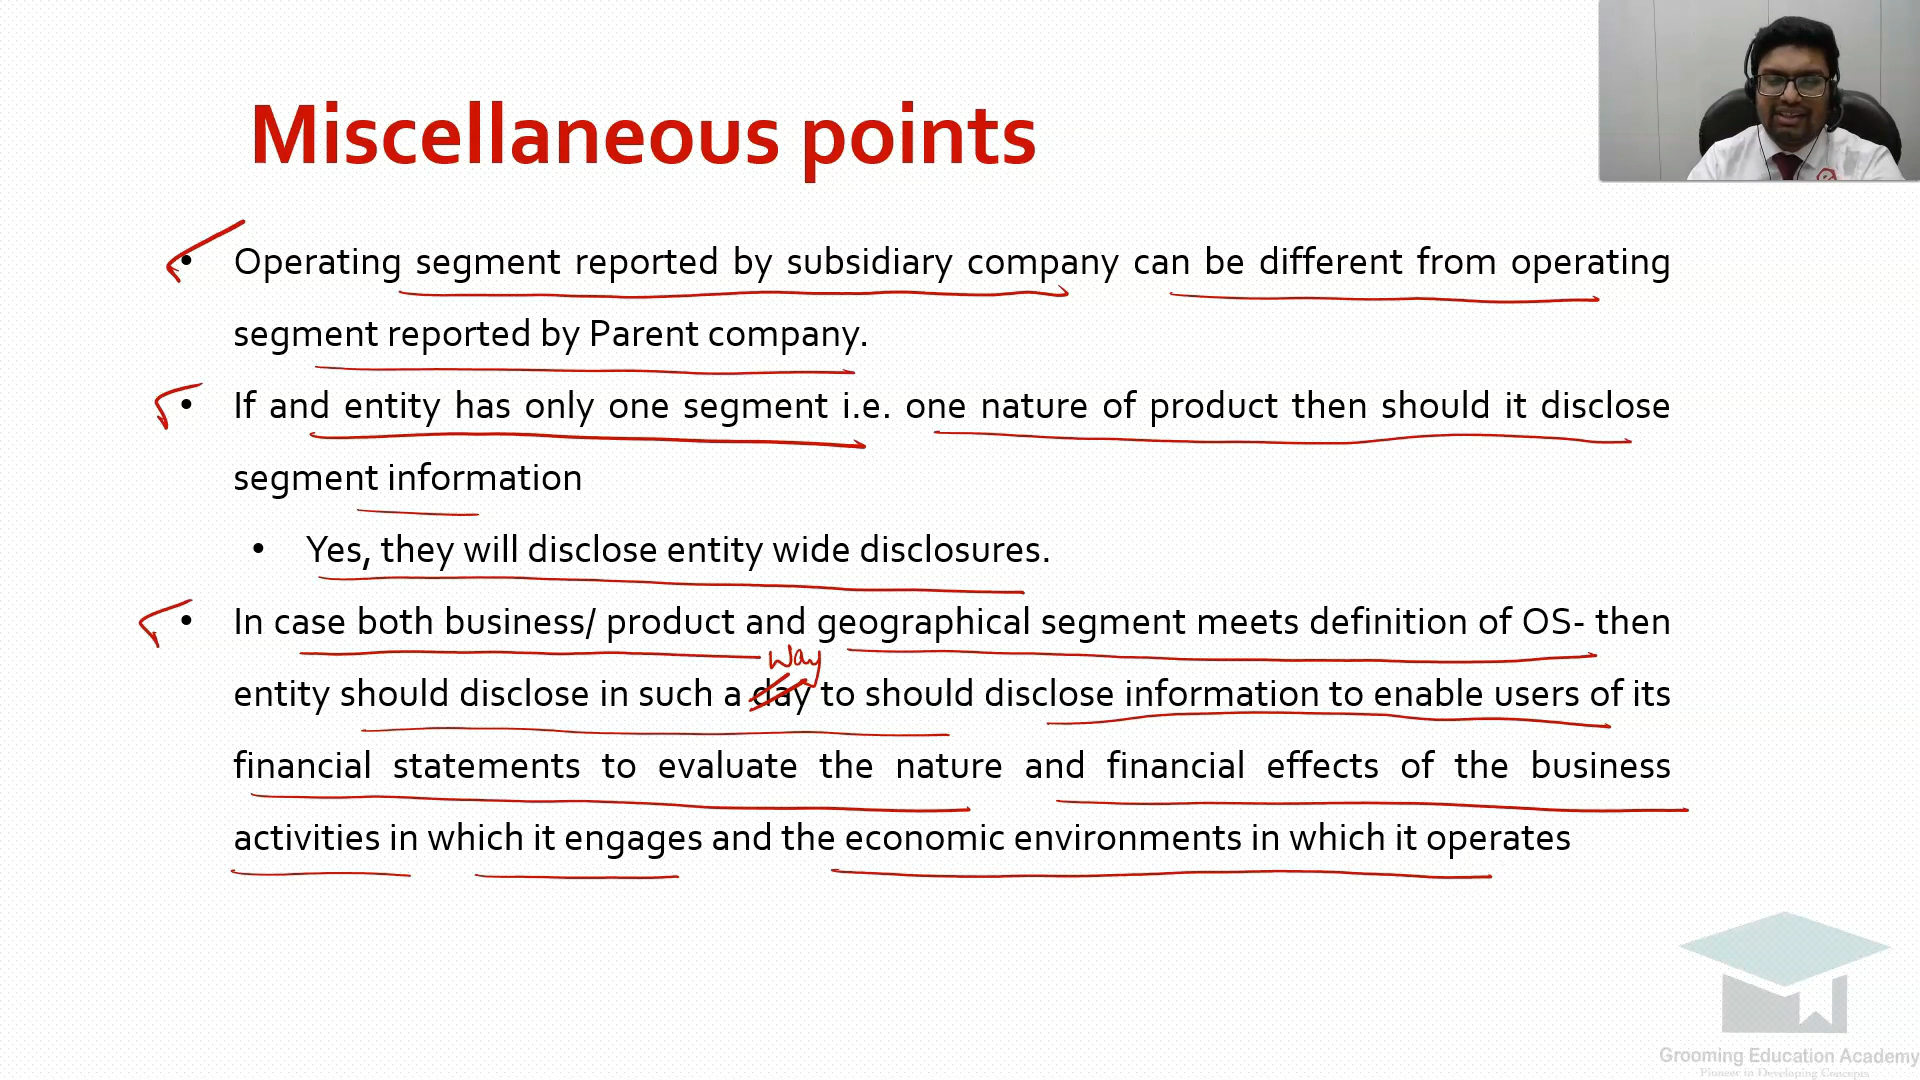 Miscellaneous points
• Operating segment reported by subsidiary company can be different from operating
segment reported by Parent company.
• If and entity has only one segment i.e. one nature of product then should it disclose
segment information
• Yes, they will disclose entity wide disclosures.
• In case both business/ product and geographical segment meets definition of OS- then
way
entity should disclose in such a day to should disclose information to enable users of its
financial statements to evaluate the nature and financial effects of the business
activities in which it engages and the economic environments in which it operates
Grooming Education Academy
Pioneer in Developing Concepts